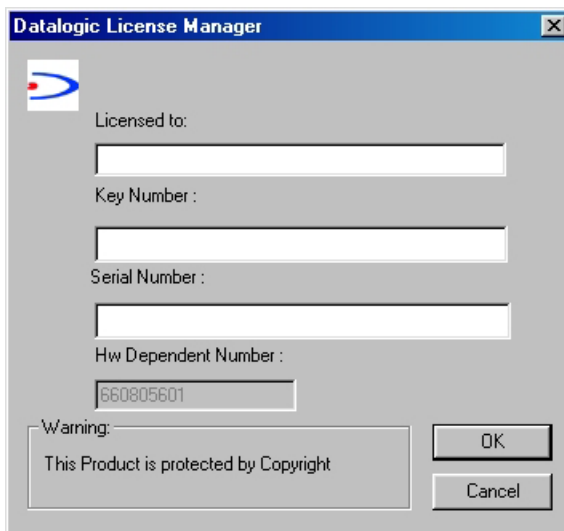 Datalogic License Manager
Licensed to:
Key Number :
Serial Number :
Hw Dependent Number :
660805601
Warning:
This Product is protected by Copyright
OK
Cancel